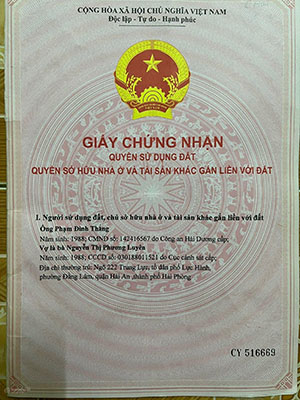 CỘNG HÒA XÃ HỘI CHỦ NGHĨA VIỆT NAM
Độc lập - Tự do - Hạnh phúc
GIẤY CHỨNG NHẬN
QUYỀN SỬ DỤNG ĐẤT
QUYỀN SỞ HỮU NHÀ Ở VÀ TÀI SẢN KHÁC GẮN LIỀN VỚI ĐẤT
I. Người sử dụng đất, chủ sở hữu nhà ở và tài sản khác gắn liền với đất
Ông Phạm Đình Thăng
Năm sinh: 1988; CMND số: 142416567 do Công an Hải Dương cấp;
Vợ là bà Nguyễn Thị Phương Luyến
Năm sinh: 1988; CCCD số: 030188011521 do Cục cảnh sát cấp;
Địa chỉ thường trú: Ngõ 222 Trung Lực, tổ dân phố Lực Hành,
phường Đằng Lâm, quận Hải An, thành phố Hải Phòng
CY 516669